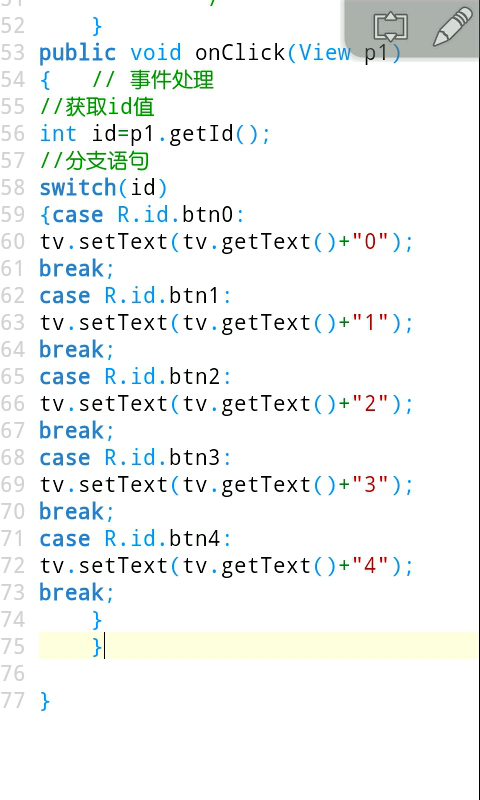 52 }
53 public void onClick(View p1)
54 { // 事件处理
55 //获取id值
56 int id=p1.getId();
57 //分支语句
58 switch(id)
59 {case R.id.btn0:
60 tv.setText(tv.getText()+"0");
61 break;
62 case R.id.btn1:
63 tv.setText(tv.getText()+"1");
64 break;
65 case R.id.btn2:
66 tv.setText(tv.getText()+"2");
67 break;
68 case R.id.btn3:
69 tv.setText(tv.getText()+"3");
70 break;
71 case R.id.btn4:
72 tv.setText(tv.getText()+"4");
73 break;
74 }
75 }
76
77 }